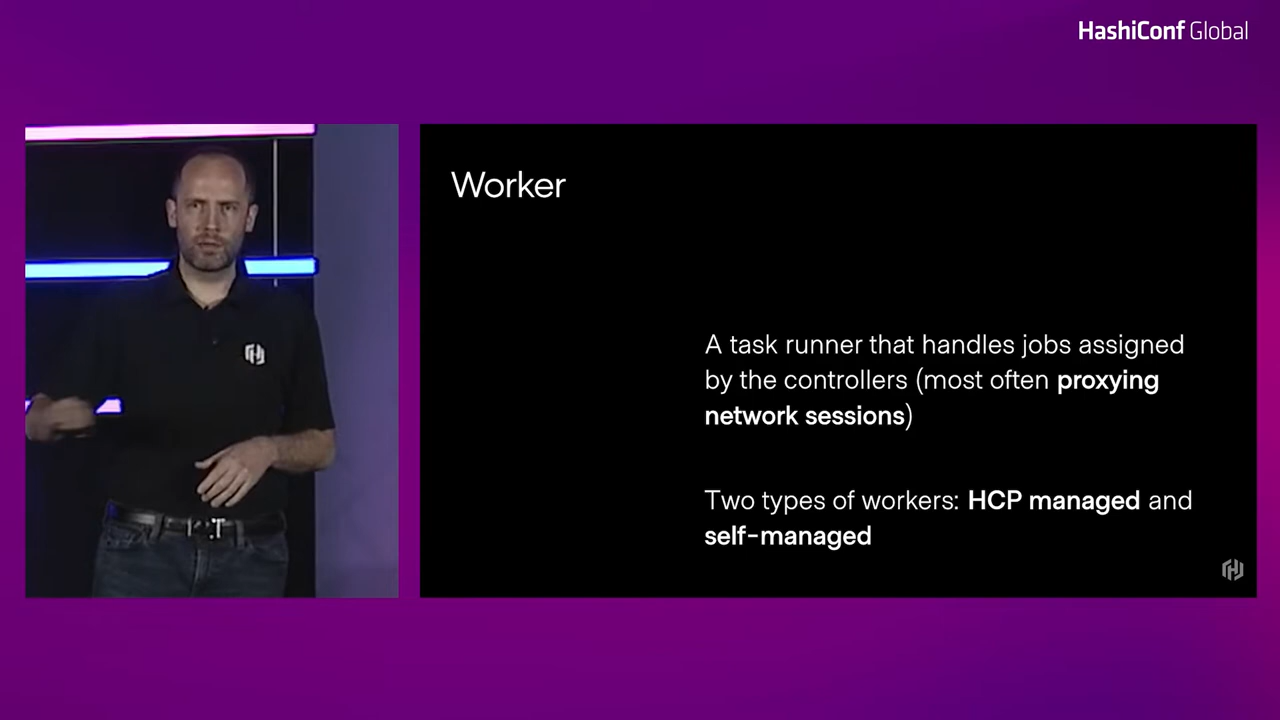 HashiConf Global
Worker
A task runner that handles jobs assigned
by the controllers (most often proxying
network sessions)
Two types of workers: HCP managed and
self-managed